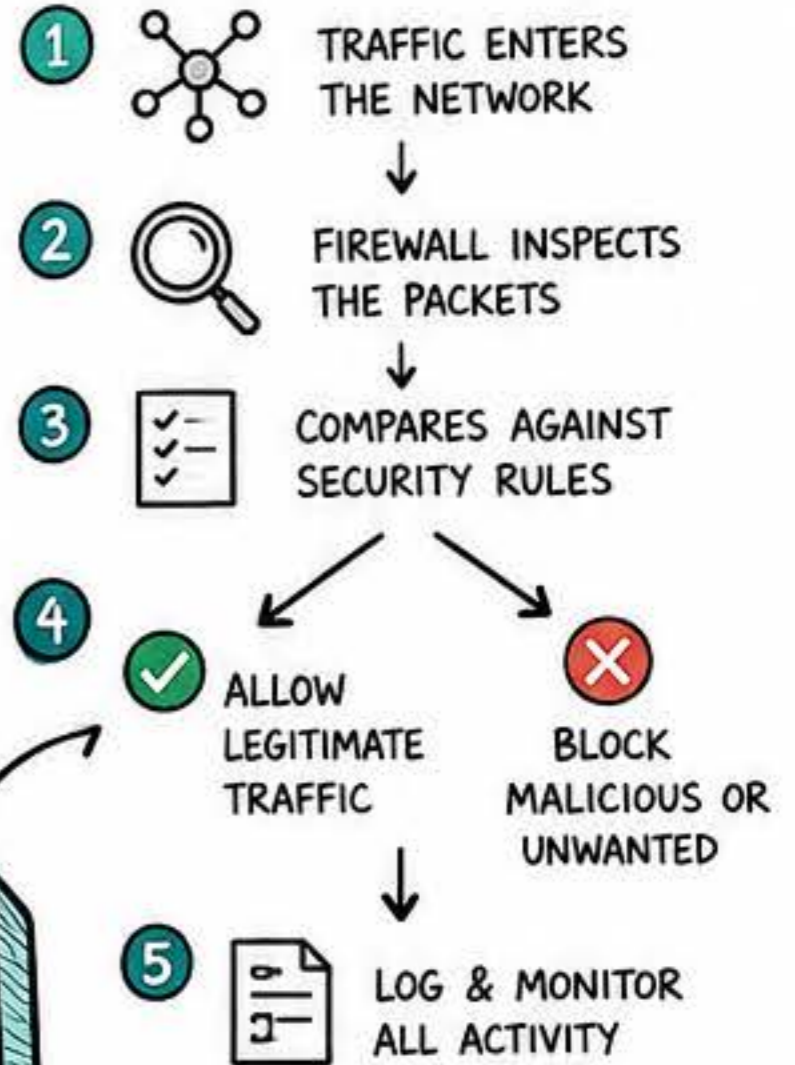 1
TRAFFIC ENTERS
THE NETWORK
2
FIREWALL INSPECTS
THE PACKETS
3
COMPARES AGAINST
SECURITY RULES
4
ALLOW
LEGITIMATE
TRAFFIC
BLOCK
MALICIOUS OR
UNWANTED
5
LOG & MONITOR
ALL ACTIVITY